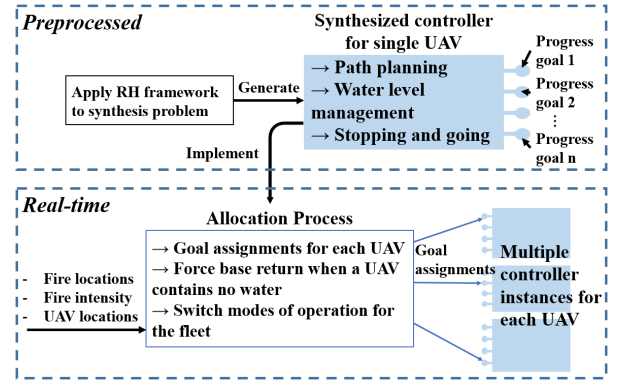 Preprocessed
Synthesized controller
for single UAV
Apply RH framework
to synthesis problem
Generate
→ Path planning
→ Water level
management
→ Stopping and going
Progress
goal 1
Progress
goal 2
⋮
Progress
goal n
Implement
Real-time
Allocation Process
- Fire locations
- Fire intensity
- UAV locations
→ Goal assignments for each UAV
→ Force base return when a UAV
contains no water
→ Switch modes of operation for
the fleet
Goal
assignments
Multiple
controller
instances for
each UAV